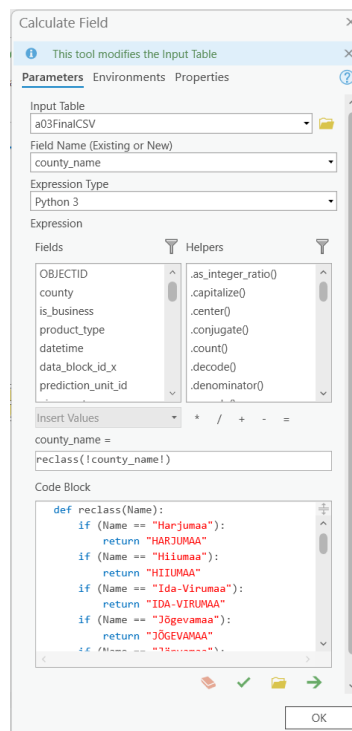 Calculate Field
This tool modifies the Input Table
Parameters Environments Properties
Input Table
a03FinalCSV
Field Name (Existing or New)
county_name
Expression Type
Python 3
Expression
Fields Helpers
OBJECTID .as_integer_ratio()
county .capitalize()
is_business .center()
product_type .conjugate()
datetime .count()
data_block_id_x .decode()
prediction_unit_id .denominator()
Insert Values * / + - =
county_name =
reclass(!county_name!)
Code Block
def reclass(Name):
if (Name == "Harjumaa"):
return "HARJUMAA"
if (Name == "Hiiumaa"):
return "HIIUMAA"
if (Name == "Ida-Virumaa"):
return "IDA-VIRUMAA"
if (Name == "Jõgevamaa"):
return "JÕGEVAMAA"
OK